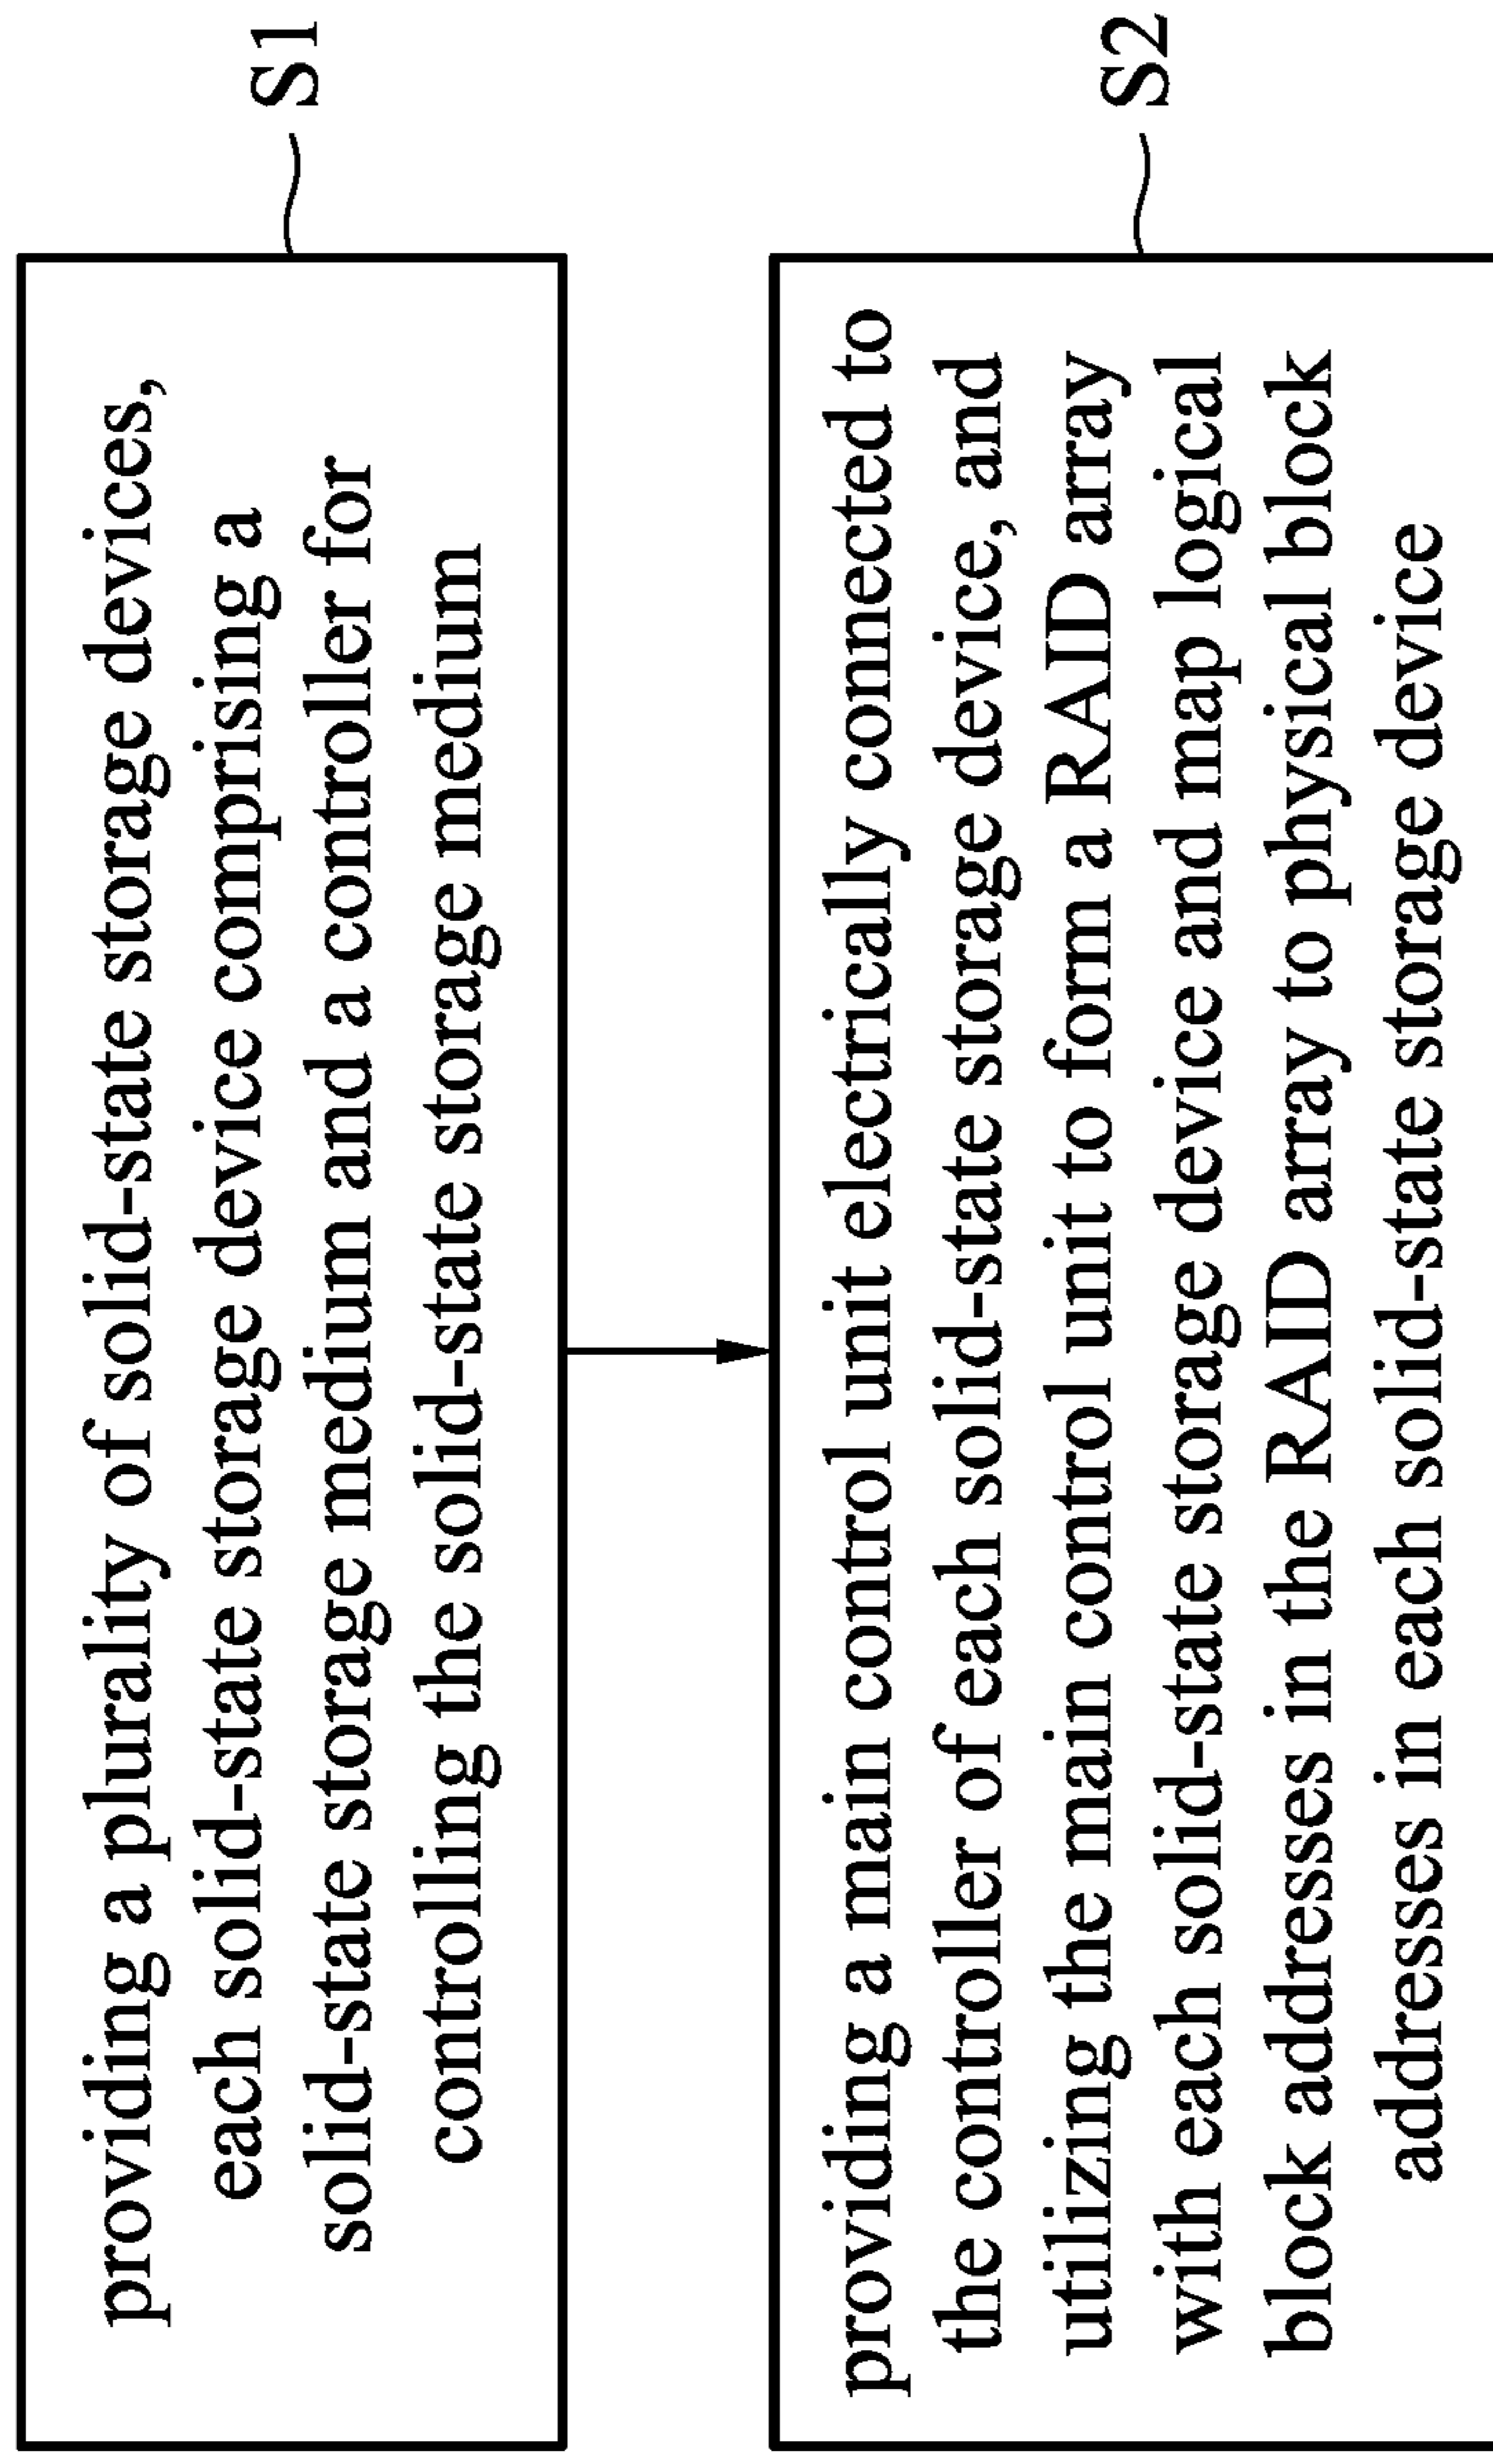 providing a plurality of solid-state storage devices,
each solid-state storage device comprising a
solid-state storage medium and a controller for
controlling the solid-state storage medium
S1
providing a main control unit electrically connected to
the controller of each solid-state storage device, and
utilizing the main control unit to form a RAID array
with each solid-state storage device and map logical
block addresses in the RAID array to physical block
addresses in each solid-state storage device
S2